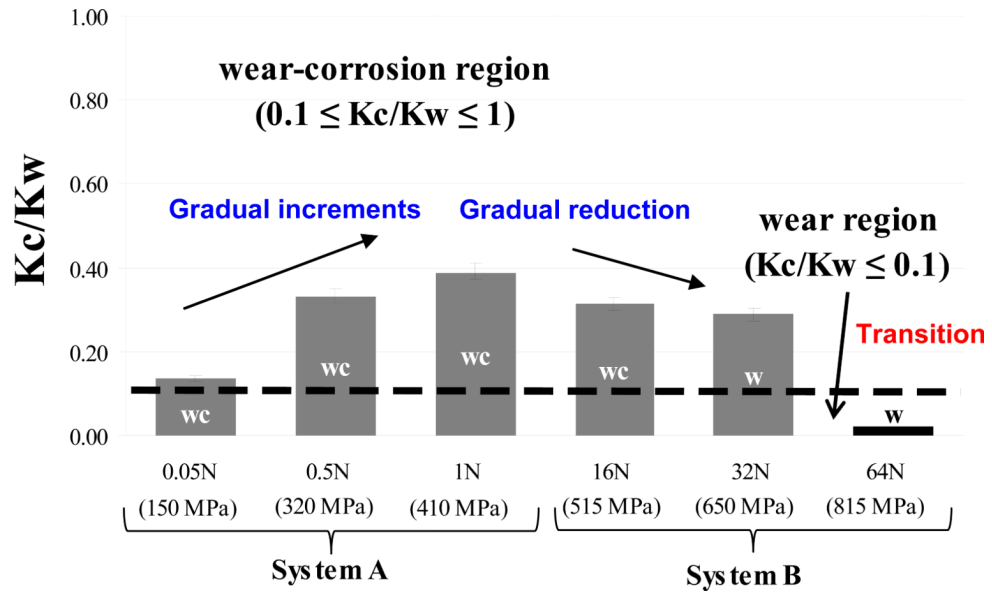 1.00
wear-corrosion region
(0.1 ≤ Kc/Kw ≤ 1)
0.80
0.60
Kc/Kw
Gradual increments
Gradual reduction
wear region
(Kc/Kw ≤ 0.1)
0.40
Transition
0.20
wc
wc
wc
wc
w
w
0.00
0.05N 0.5N 1N 16N 32N 64N
(150 MPa) (320 MPa) (410 MPa) (515 MPa) (650 MPa) (815 MPa)
System A System B